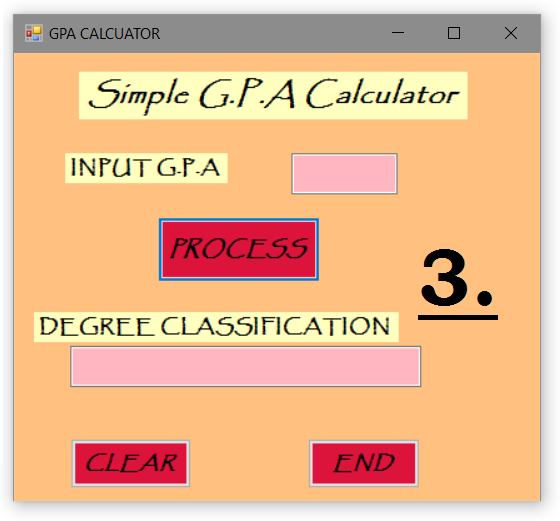 GPA CALCUATOR
Simple G.P.A Calculator
INPUT G.P.A
PROCESS
3.
DEGREE CLASSIFICATION
CLEAR END